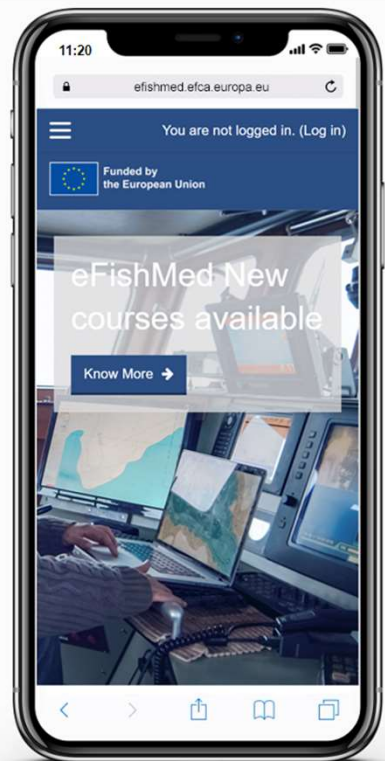 11:20
efishmed.efca.europa.eu
You are not logged in. (Log in)
Funded by
the European Union
eFishMed New
courses available
Know More